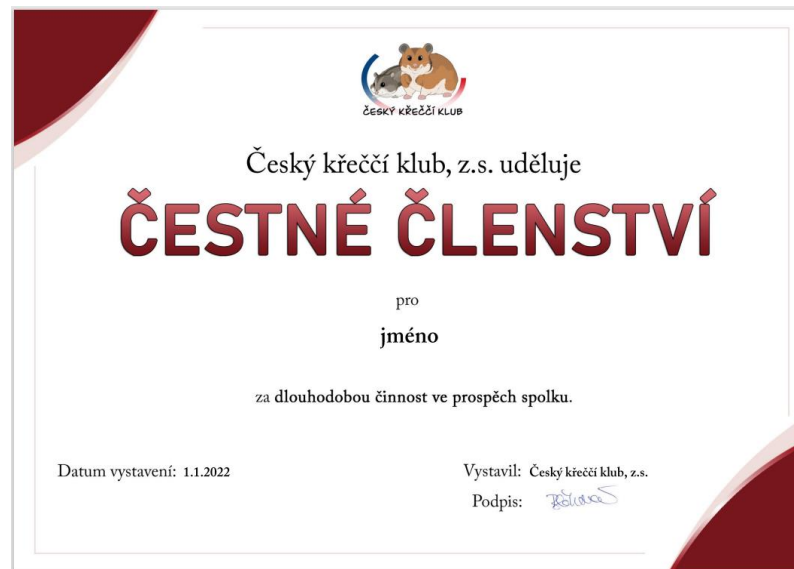 ČESKÝ KŘEČČÍ KLUB
Český křeččí klub, z.s. uděluje
ČESTNÉ ČLENSTVÍ
pro
jméno
za dlouhodobou činnost ve prospěch spolku.
Datum vystavení: 1.1.2022
Vystavil: Český křeččí klub, z.s.
Podpis: